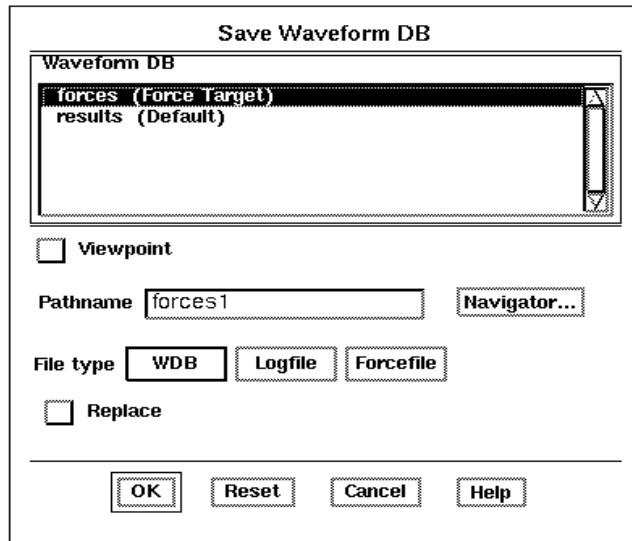 Save Waveform DB
Waveform DB
forces (Force Target)
results (Default)
Viewpoint
Pathname forces1 Navigator...
File type WDB Logfile Forcefile
Replace
OK Reset Cancel Help